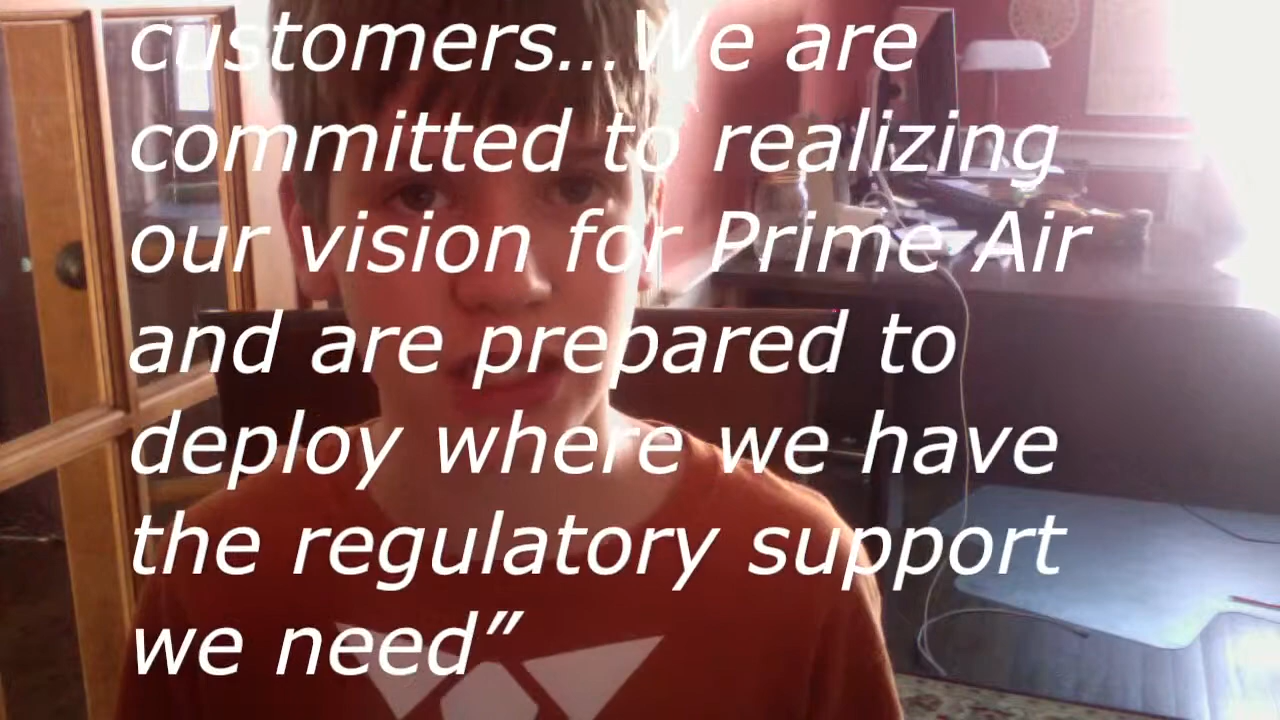 customers...We are
committed to realizing
our vision for Prime Air
and are prepared to
deploy where we have
the regulatory support
we need”